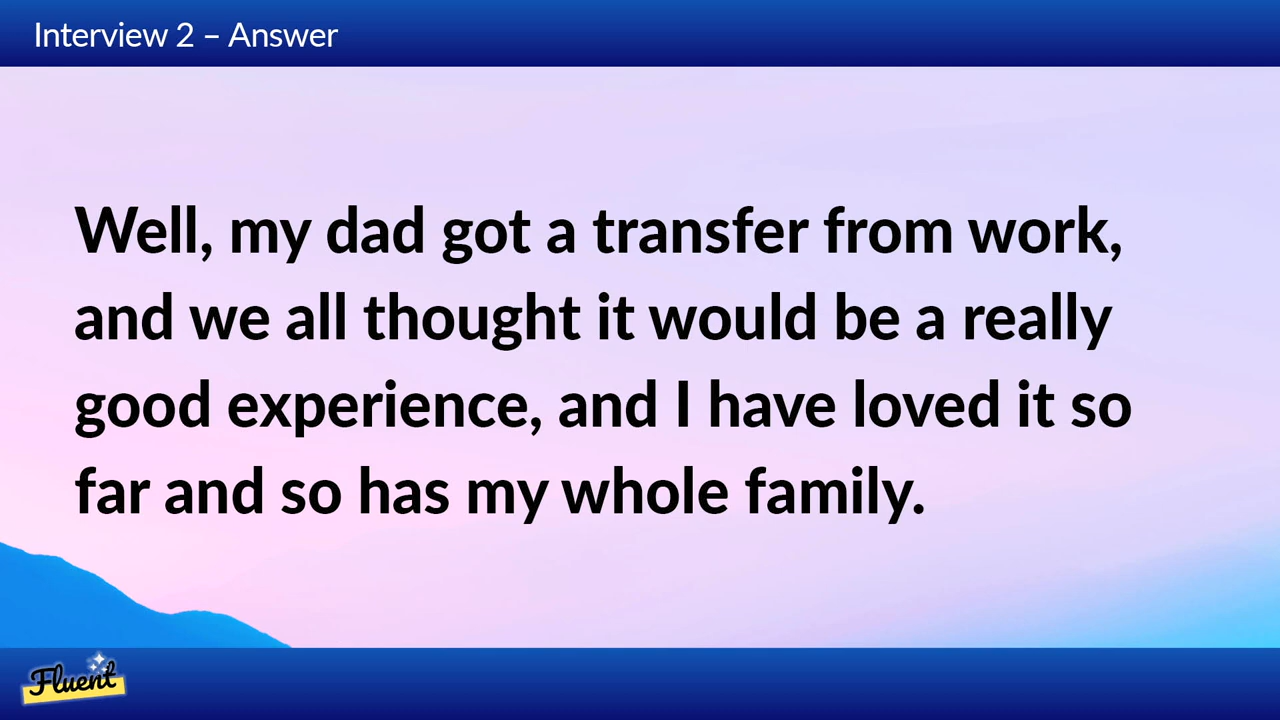 Interview 2 – Answer
Well, my dad got a transfer from work,
and we all thought it would be a really
good experience, and I have loved it so
far and so has my whole family.
Fluent